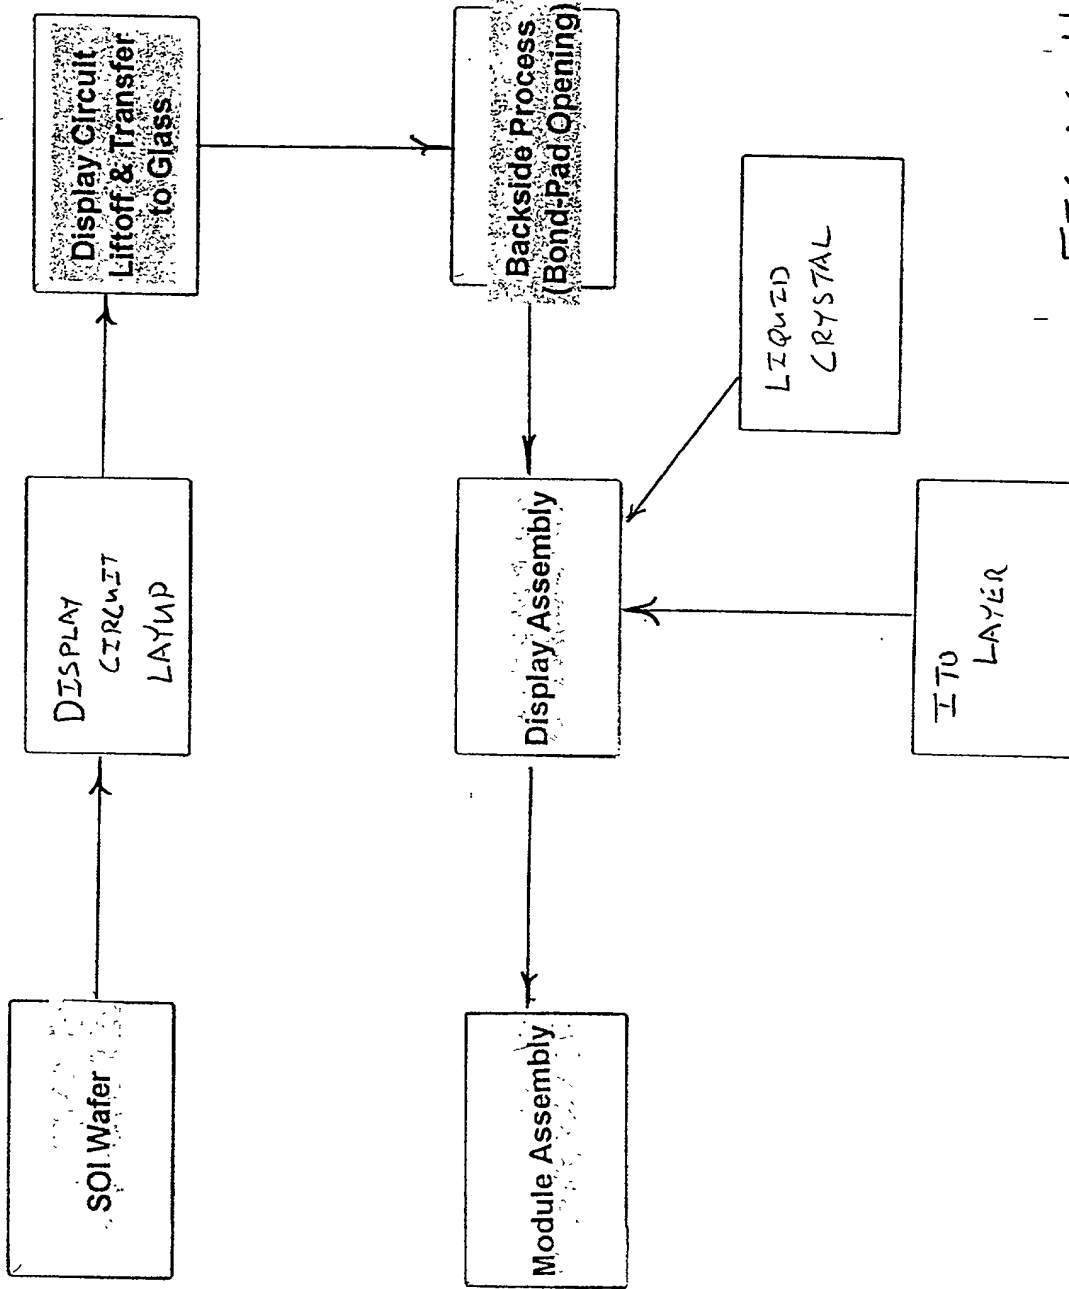 SOI Wafer
DISPLAY
CIRCUIT
LAYUP
Display Circuit
Liftoff & Transfer
to Glass
Module Assembly
Display Assembly
Backside Process
(Bond-Pad Opening)
LIQUID
CRYSTAL
ITO
LAYER